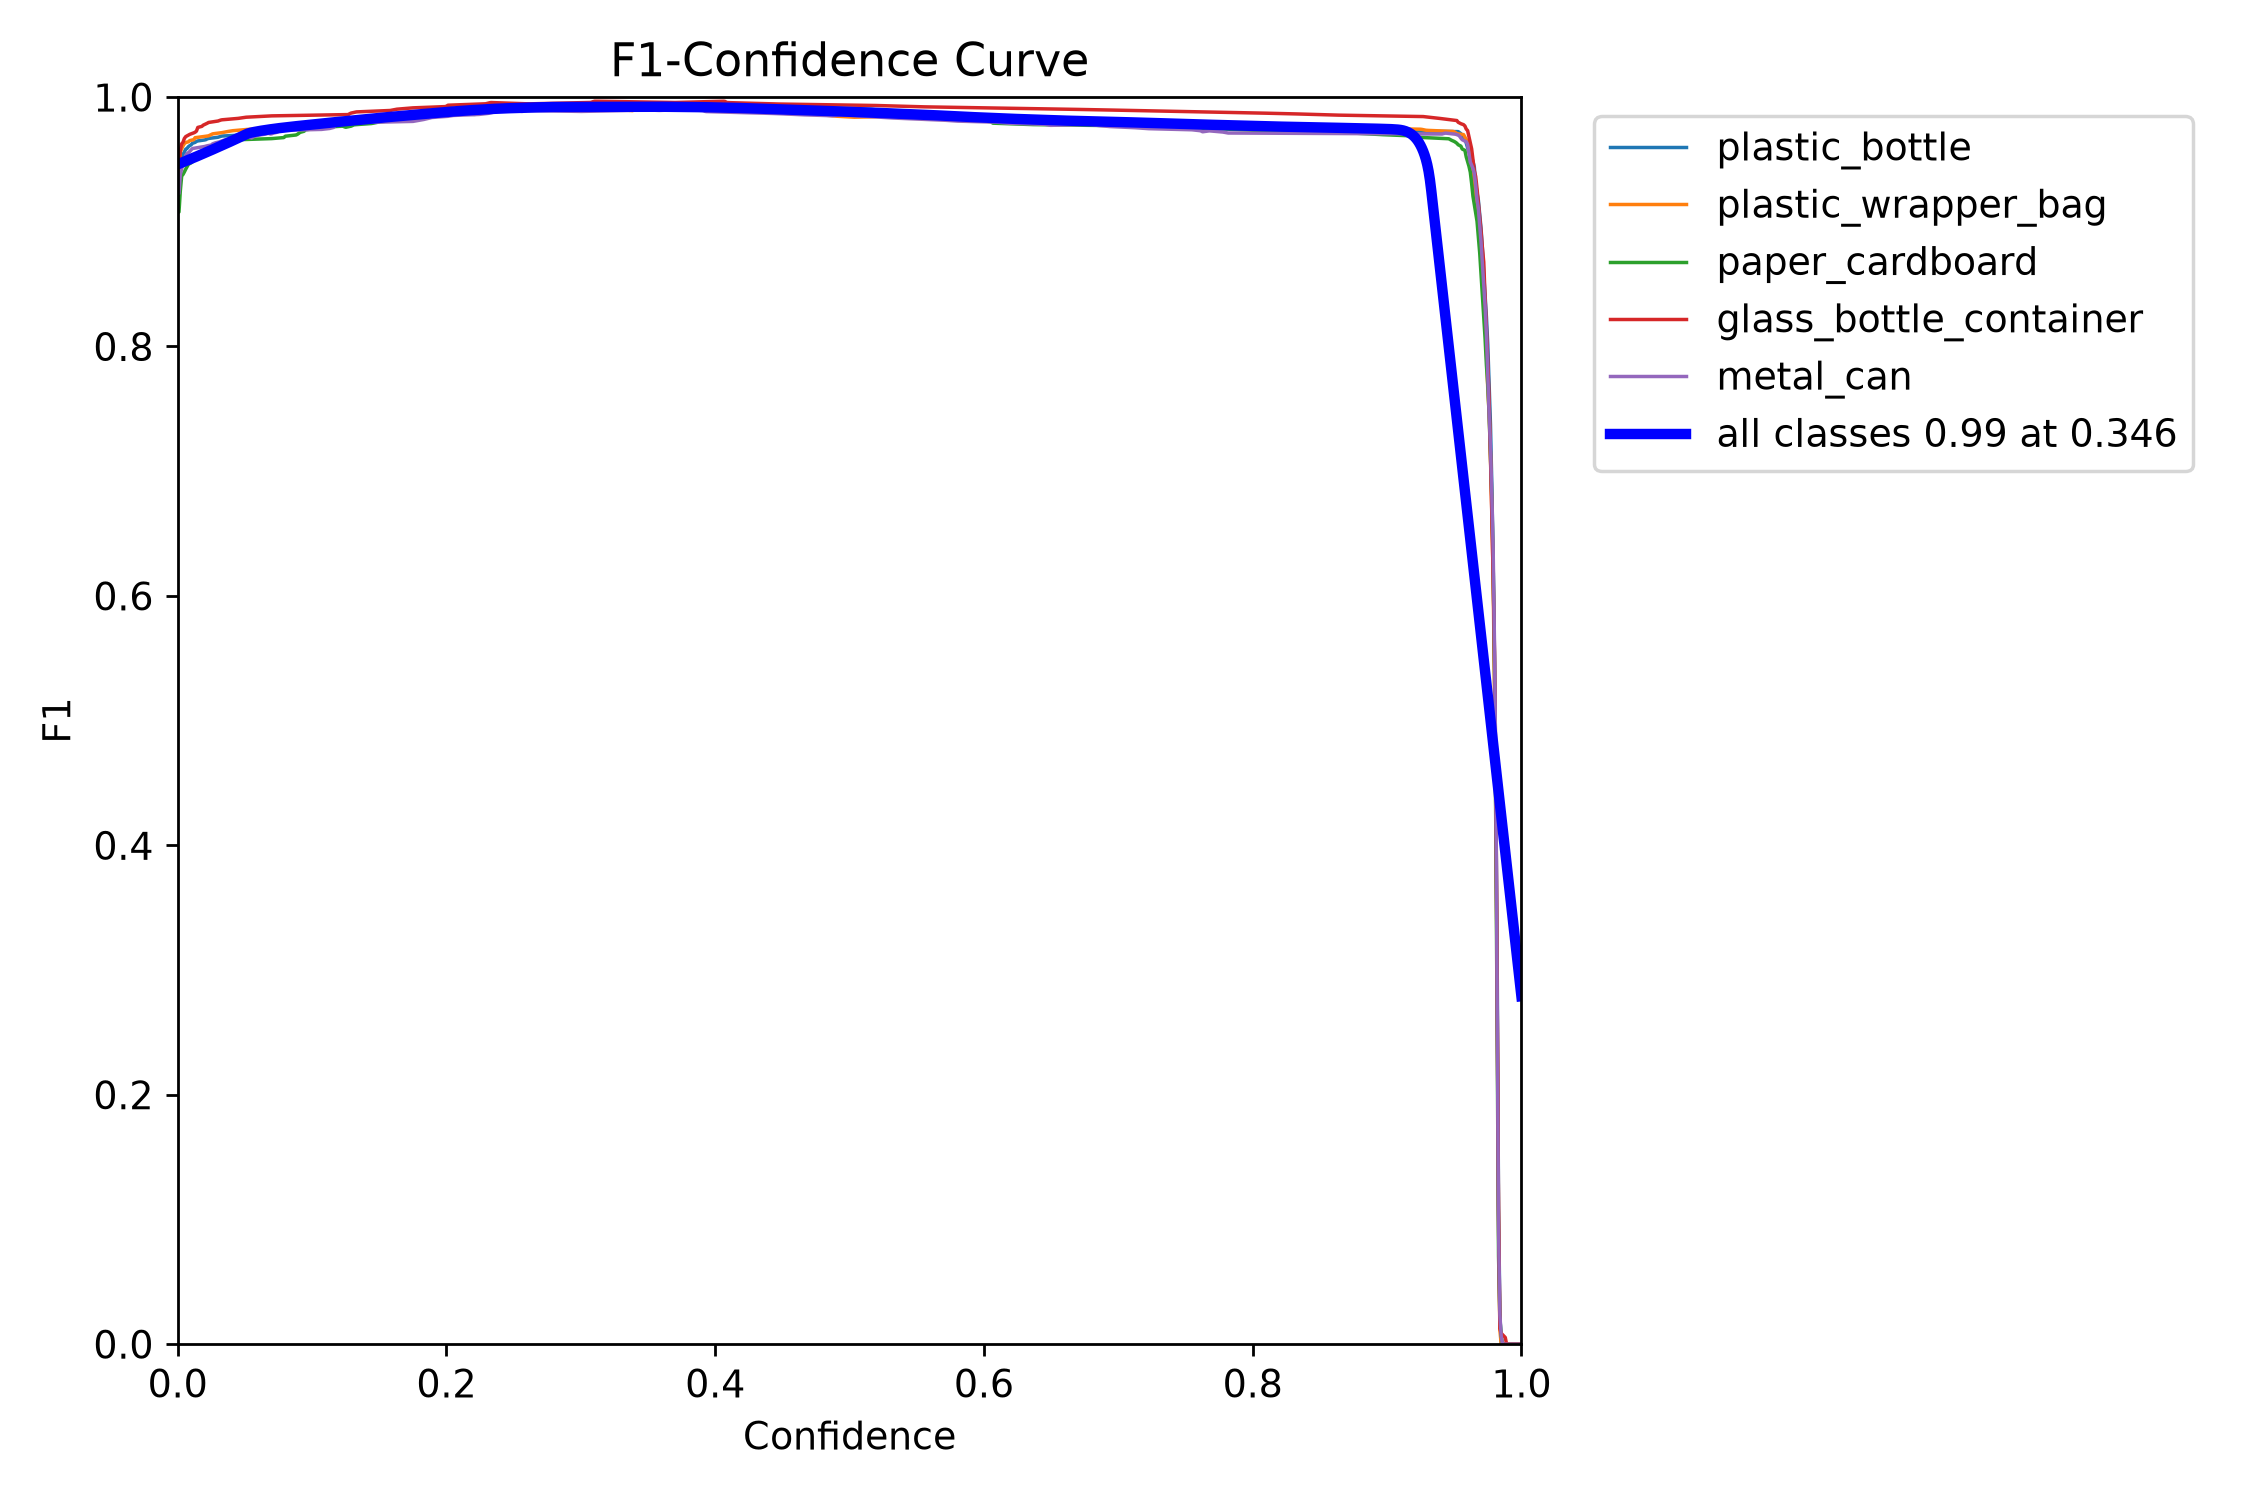 F1-Confidence Curve
1.0
0.8
0.6
0.4
0.2
0.0
F1
0.0 0.2 0.4 0.6 0.8 1.0
Confidence
plastic_bottle
plastic_wrapper_bag
paper_cardboard
glass_bottle_container
metal_can
all classes 0.99 at 0.346